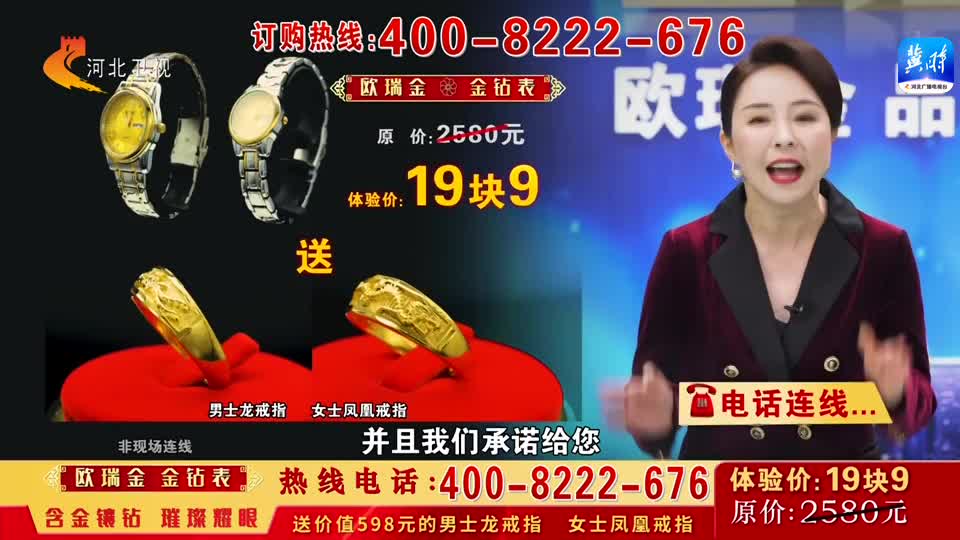 订购热线:400-8222-676
河北卫视
冀时
河北广播电视台
欧瑞金 金钻表
原 价:2580元
体验价:19块9
欧瑞金 品
送
男士龙戒指
女士凤凰戒指
电话连线...
非现场连线
并且我们承诺给您
欧瑞金 金钻表
热线电话:400-8222-676
体验价:19块9
含金镶钻 璀璨耀眼
送价值598元的男士龙戒指 女士凤凰戒指
原价:2580元